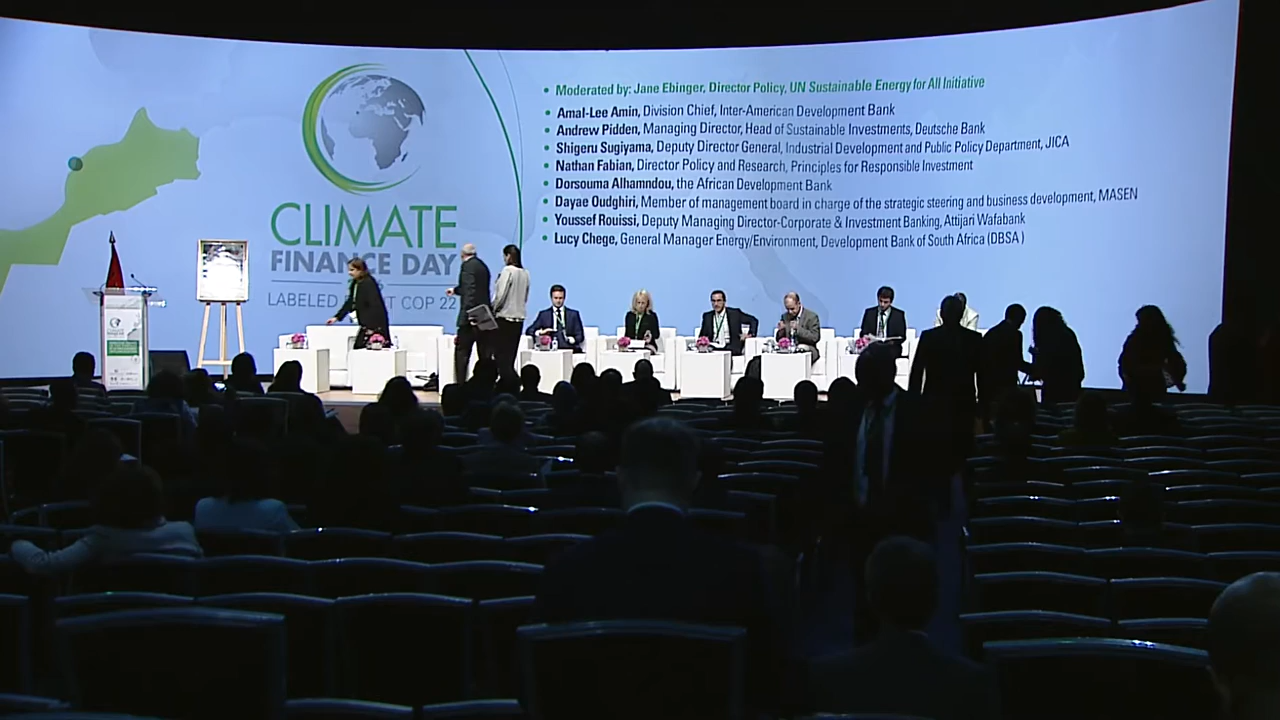 • Moderated by: Jane Ebinger, Director Policy, UN Sustainable Energy for All Initiative
• Amal-Lee Amin, Division Chief, Inter-American Development Bank
• Andrew Pidden, Managing Director, Head of Sustainable Investments, Deutsche Bank
• Shigeru Sugiyama, Deputy Director General, Industrial Development and Public Policy Department, JICA
• Nathan Fabian, Director Policy and Research, Principles for Responsible Investment
• Dorsouma Alhamndou, the African Development Bank
• Dayae Oudghiri, Member of management board in charge of the strategic steering and business development, MASEN
• Youssef Rouissi, Deputy Managing Director-Corporate & Investment Banking, Attijari Wafabank
• Lucy Chege, General Manager Energy/Environment, Development Bank of South Africa (DBSA )
CLIMATE
FINANCE DAY
LABELED COP 22